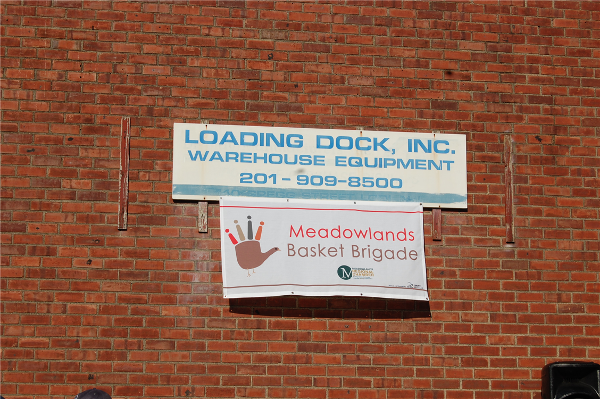 LOADING DOCK, INC.
WAREHOUSE EQUIPMENT
201-909-8500
Meadowlands
Basket Brigade